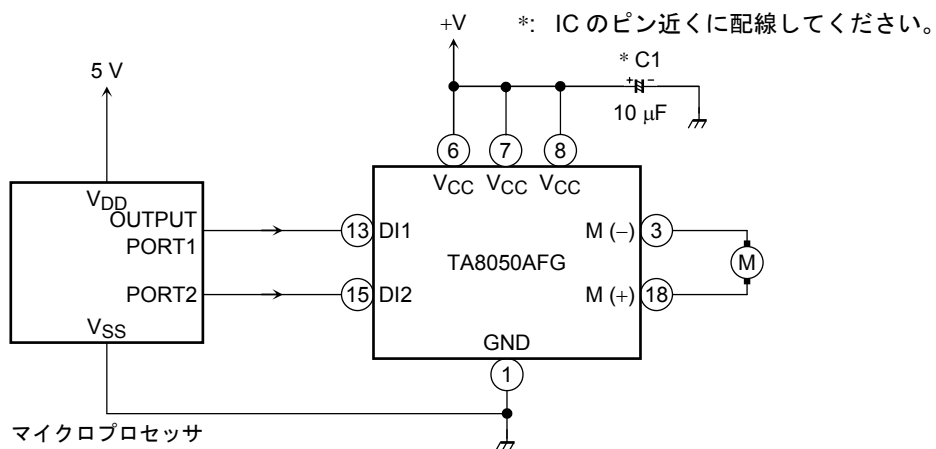 +V
*: IC のピン近くに配線してください。
* C1
+ −
10 μF
5 V
6
7
8
VCC
VCC
VCC
VDD
OUTPUT
PORT1
PORT2
VSS
13
DI1
15
DI2
TA8050AFG
M (−)
3
M (+)
18
M
GND
1
マイクロプロセッサ